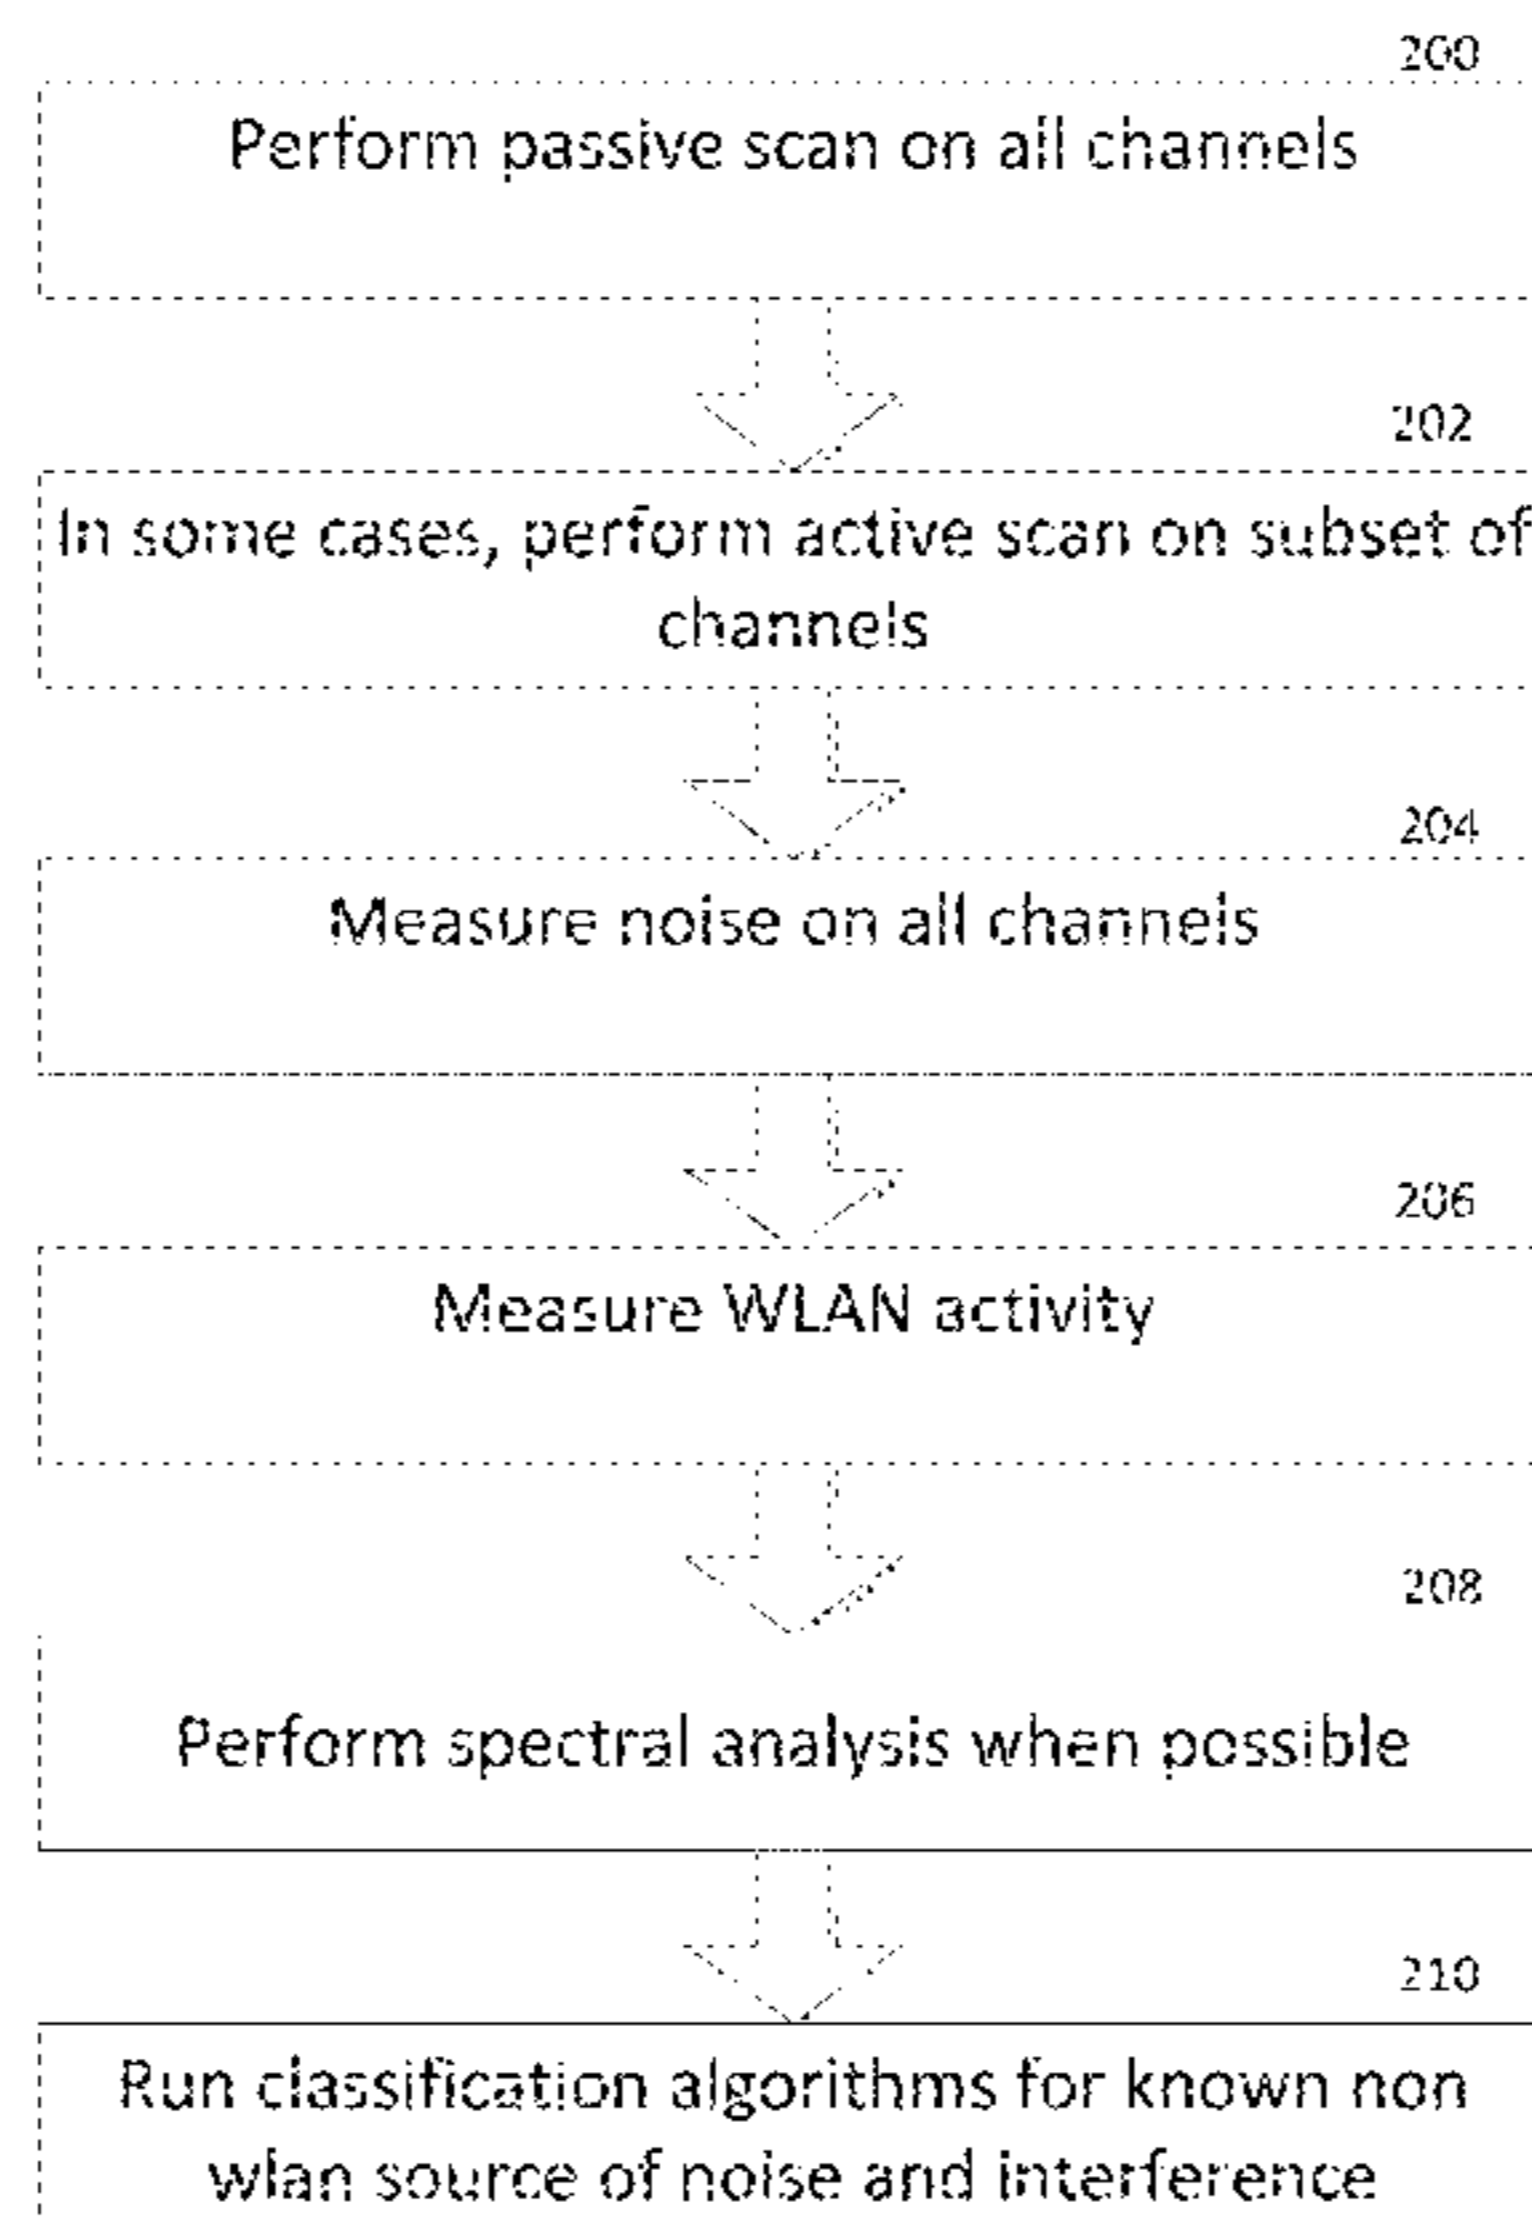 200
Perform passive scan on all channels
202
In some cases, perform active scan on subset of
channels
204
Measure noise on all channels
206
Measure WLAN activity
208
Perform spectral analysis when possible
210
Run classification algorithms for known non
wlan source of noise and interference